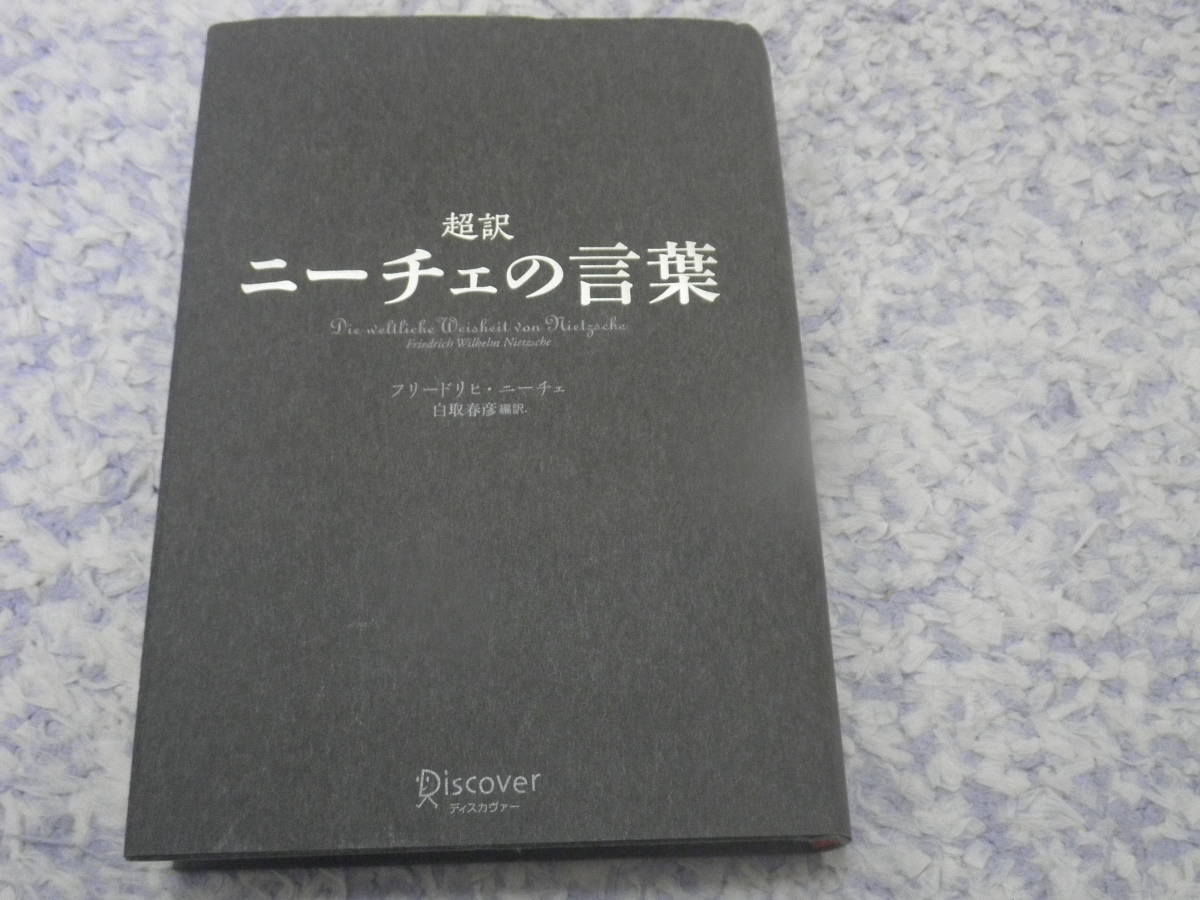 超訳
ニーチェの言葉
Die weltliche Weisheit von Nietzsche
Friedrich Wilhelm Nietzsche
フリードリヒ・ニーチェ
白取春彦 編訳
Discover
ディスカヴァー